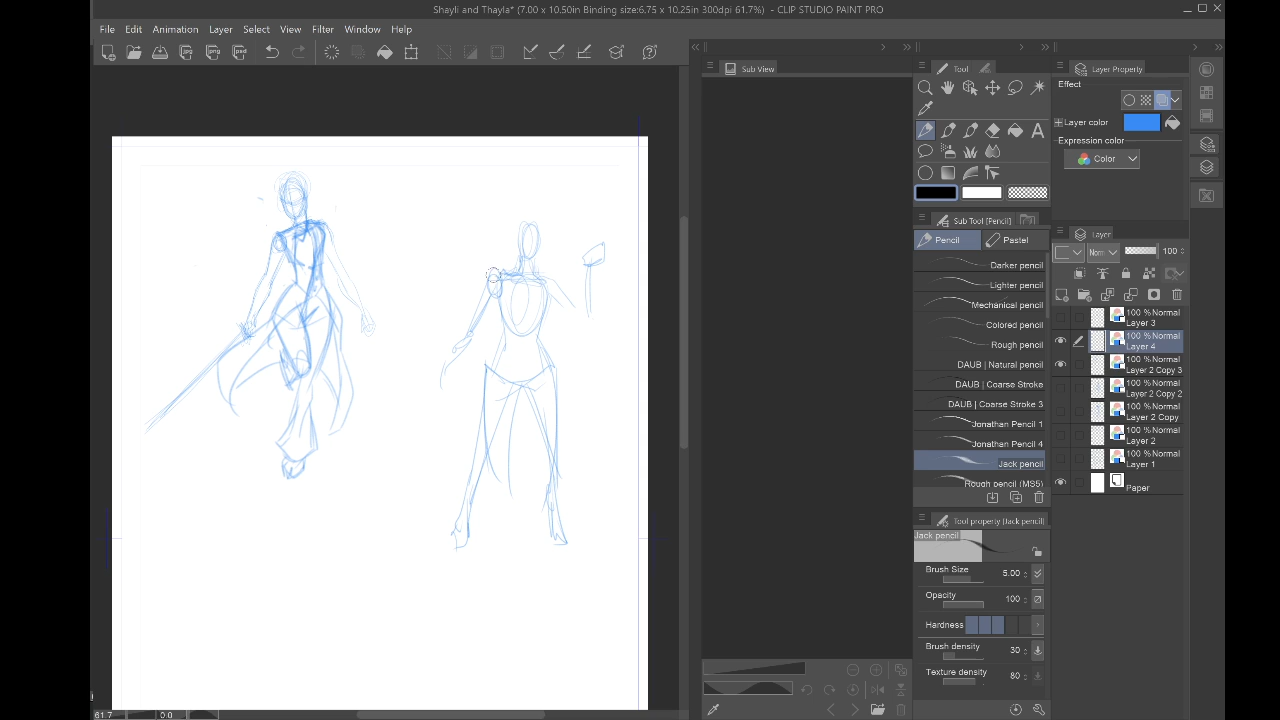 Shayli and Thayla* (7.00 x 10.50in Binding size:6.75 x 10.25in 300dpi 61.7%) - CLIP STUDIO PAINT PRO
File Edit Animation Layer Select View Filter Window Help
Sub View
Tool
Layer Property
Effect
Layer color
Expression color
Color
Sub Tool [Pencil]
Pencil
Pastel
Layer
Norm
100
Darker pencil
Lighter pencil
Mechanical pencil
Colored pencil
Rough pencil
DAUB | Natural pencil
DAUB | Coarse Stroke
DAUB | Coarse Stroke 3
Jonathan Pencil 1
Jonathan Pencil 4
Jack pencil
Rough pencil (MS5)
100 %Normal
Layer 3
100 %Normal
Layer 4
100 %Normal
Layer 2 Copy 3
100 %Normal
Layer 2 Copy 2
100 %Normal
Layer 2 Copy
100 %Normal
Layer 2
100 %Normal
Layer 1
Paper
Tool property [Jack pencil]
Jack pencil
Brush Size 5.00
Opacity 100
Hardness
Brush density 30
Texture density 80
61.7 0.0